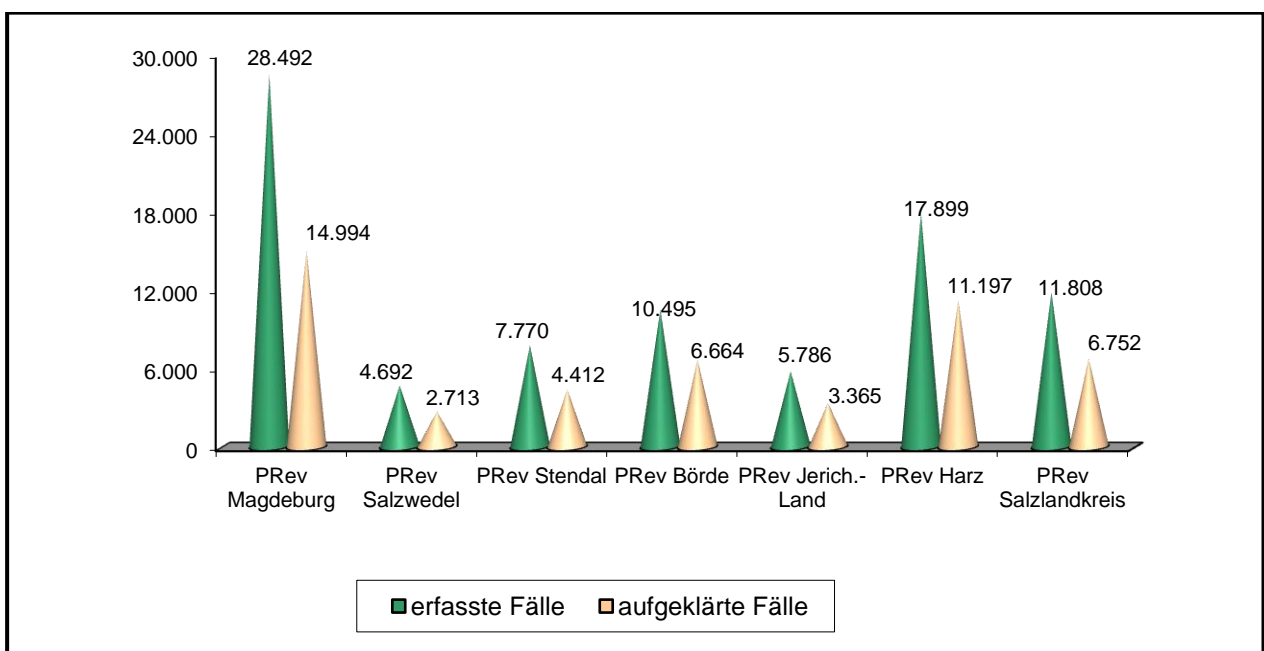 30.000
24.000
18.000
12.000
6.000
0
28.492
14.994
4.692
2.713
7.770
4.412
10.495
6.664
5.786
3.365
17.899
11.197
11.808
6.752
PRev
Magdeburg
PRev
Salzwedel
PRev Stendal
PRev Börde
PRev Jerich.-
Land
PRev Harz
PRev
Salzlandkreis
erfasste Fälle
aufgeklärte Fälle